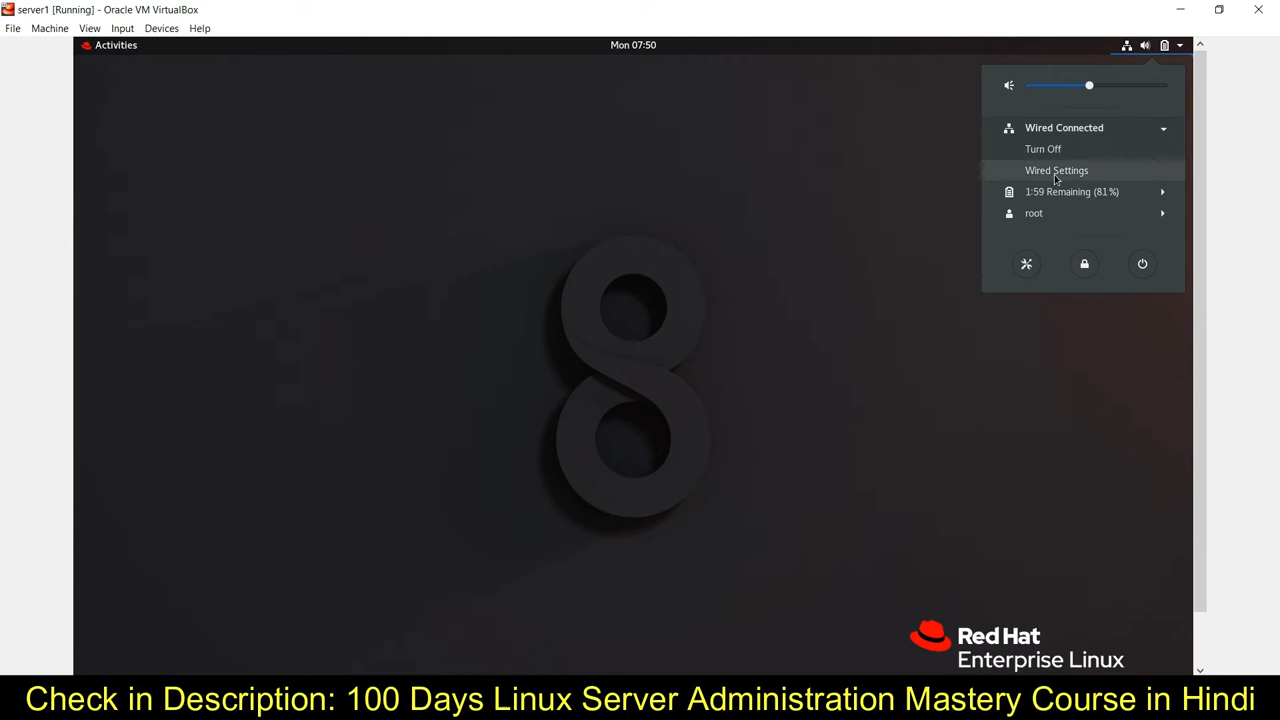 server1 [Running] - Oracle VM VirtualBox
File Machine View Input Devices Help
Activities
Mon 07:50
Wired Connected
Turn Off
Wired Settings
1:59 Remaining (81%)
root
8
Red Hat
Enterprise Linux
Check in Description: 100 Days Linux Server Administration Mastery Course in Hindi